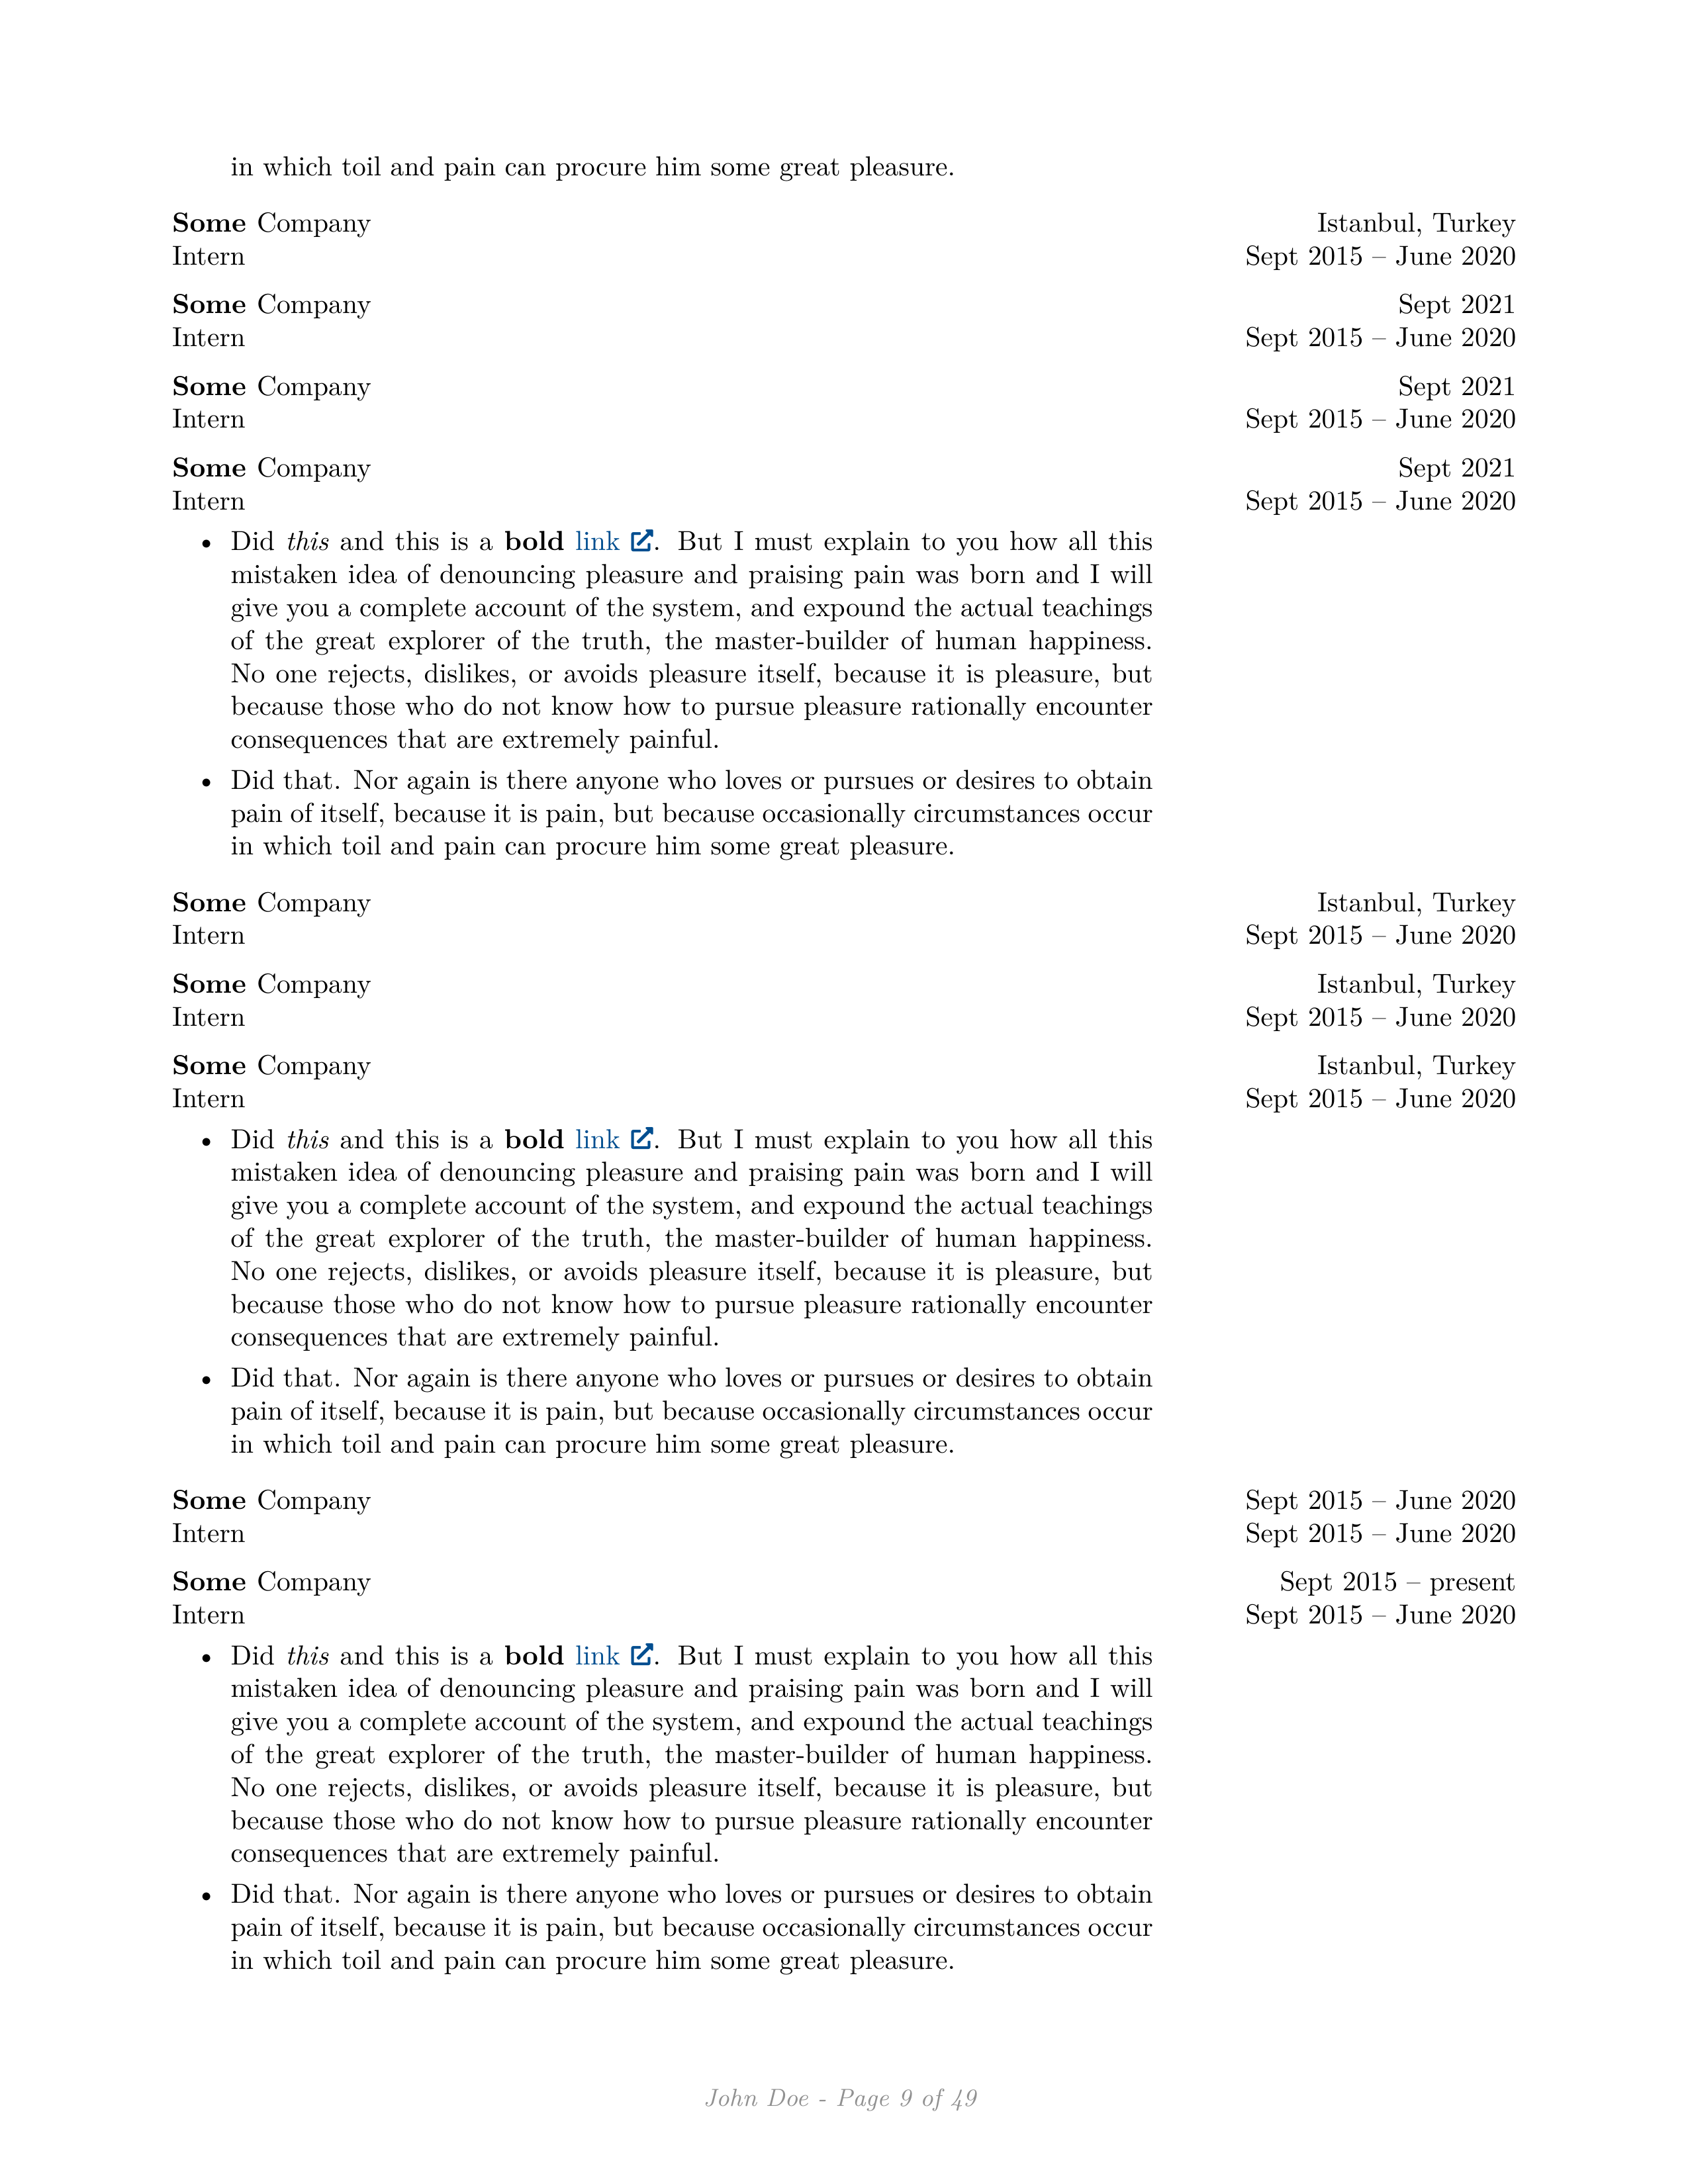 in which toil and pain can procure him some great pleasure.
Some Company Istanbul, Turkey
Intern Sept 2015 – June 2020
Some Company Sept 2021
Intern Sept 2015 – June 2020
Some Company Sept 2021
Intern Sept 2015 – June 2020
Some Company Sept 2021
Intern Sept 2015 – June 2020
• Did this and this is a bold link. But I must explain to you how all this
mistaken idea of denouncing pleasure and praising pain was born and I will
give you a complete account of the system, and expound the actual teachings
of the great explorer of the truth, the master-builder of human happiness.
No one rejects, dislikes, or avoids pleasure itself, because it is pleasure, but
because those who do not know how to pursue pleasure rationally encounter
consequences that are extremely painful.
• Did that. Nor again is there anyone who loves or pursues or desires to obtain
pain of itself, because it is pain, but because occasionally circumstances occur
in which toil and pain can procure him some great pleasure.
Some Company Istanbul, Turkey
Intern Sept 2015 – June 2020
Some Company Istanbul, Turkey
Intern Sept 2015 – June 2020
Some Company Istanbul, Turkey
Intern Sept 2015 – June 2020
• Did this and this is a bold link. But I must explain to you how all this
mistaken idea of denouncing pleasure and praising pain was born and I will
give you a complete account of the system, and expound the actual teachings
of the great explorer of the truth, the master-builder of human happiness.
No one rejects, dislikes, or avoids pleasure itself, because it is pleasure, but
because those who do not know how to pursue pleasure rationally encounter
consequences that are extremely painful.
• Did that. Nor again is there anyone who loves or pursues or desires to obtain
pain of itself, because it is pain, but because occasionally circumstances occur
in which toil and pain can procure him some great pleasure.
Some Company Sept 2015 – June 2020
Intern Sept 2015 – June 2020
Some Company Sept 2015 – present
Intern Sept 2015 – June 2020
• Did this and this is a bold link. But I must explain to you how all this
mistaken idea of denouncing pleasure and praising pain was born and I will
give you a complete account of the system, and expound the actual teachings
of the great explorer of the truth, the master-builder of human happiness.
No one rejects, dislikes, or avoids pleasure itself, because it is pleasure, but
because those who do not know how to pursue pleasure rationally encounter
consequences that are extremely painful.
• Did that. Nor again is there anyone who loves or pursues or desires to obtain
pain of itself, because it is pain, but because occasionally circumstances occur
in which toil and pain can procure him some great pleasure.
John Doe - Page 9 of 49